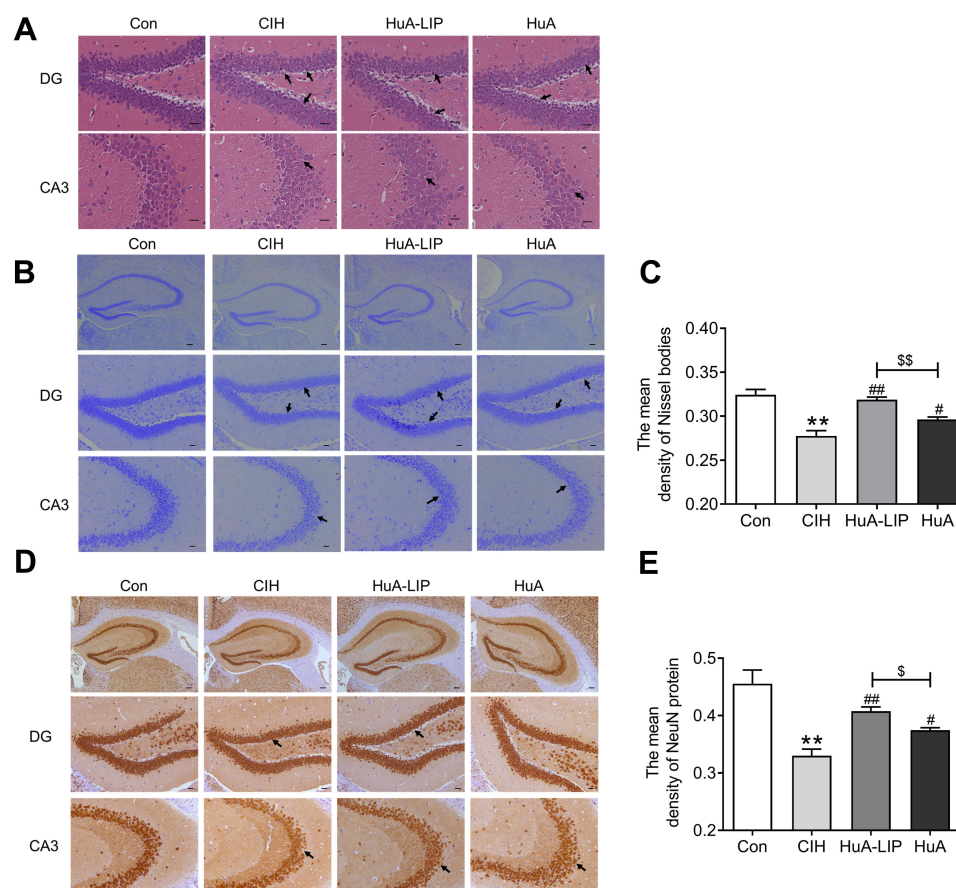 A
Con CIH HuA-LIP HuA
DG
CA3
B
Con CIH HuA-LIP HuA
DG
CA3
C
The mean
density of Nissel bodies
0.40
0.35
0.30
0.25
0.20
**
##
$$
#
Con CIH HuA-LIP HuA
D
Con CIH HuA-LIP HuA
DG
CA3
E
The mean
density of NeuN protein
0.5
0.4
0.3
0.2
**
##
$
#
Con CIH HuA-LIP HuA